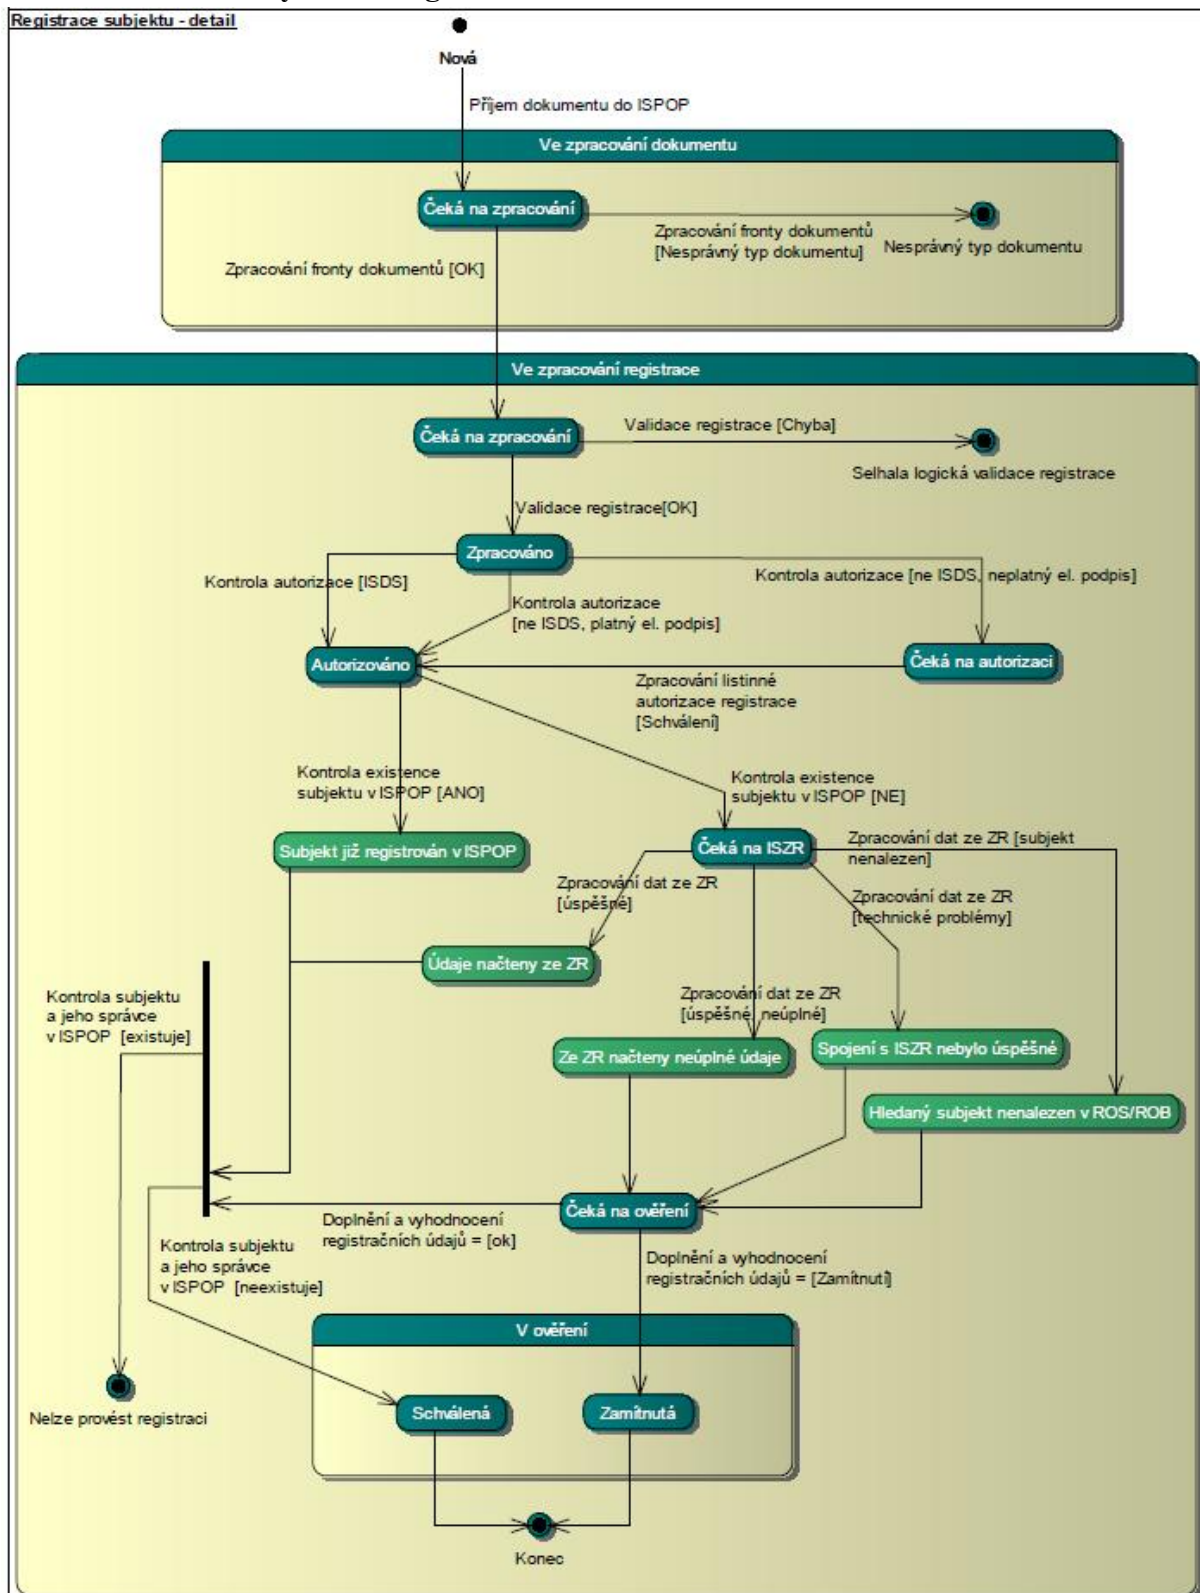 Registrace subjektu - detail
Nová
Příjem dokumentu do ISPOP
Ve zpracování dokumentu
Čeká na zpracování
Zpracování fronty dokumentů
[Nesprávný typ dokumentu]
Nesprávný typ dokumentu
Zpracování fronty dokumentů [OK]
Ve zpracování registrace
Čeká na zpracování
Validace registrace [Chyba]
Selhala logická validace registrace
Validace registrace[OK]
Zpracováno
Kontrola autorizace [ISDS]
Kontrola autorizace
[ne ISDS, platný el. podpis]
Kontrola autorizace [ne ISDS, neplatný el. podpis]
Autorizováno
Čeká na autorizaci
Zpracování listinné
autorizace registrace
[Schválení]
Kontrola existence
subjektu v ISPOP [ANO]
Kontrola existence
subjektu v ISPOP [NE]
Subjekt již registrován v ISPOP
Čeká na ISZR
Zpracování dat ze ZR [subjekt
nenalezen]
Zpracování dat ze ZR
[úspěšné]
Zpracování dat ze ZR
[technické problémy]
Údaje načteny ze ZR
Kontrola subjektu
a jeho správce
v ISPOP [existuje]
Zpracování dat ze ZR
[úspěšné, neúplné]
Ze ZR načteny neúplné údaje
Spojení s ISZR nebylo úspěšné
Hledaný subjekt nenalezen v ROS/ROB
Čeká na ověření
Doplnění a vyhodnocení
registračních údajů = [ok]
Kontrola subjektu
a jeho správce
v ISPOP [neexistuje]
Doplnění a vyhodnocení
registračních údajů = [Zamítnutí]
V ověření
Schválená
Zamítnutá
Nelze provést registraci
Konec